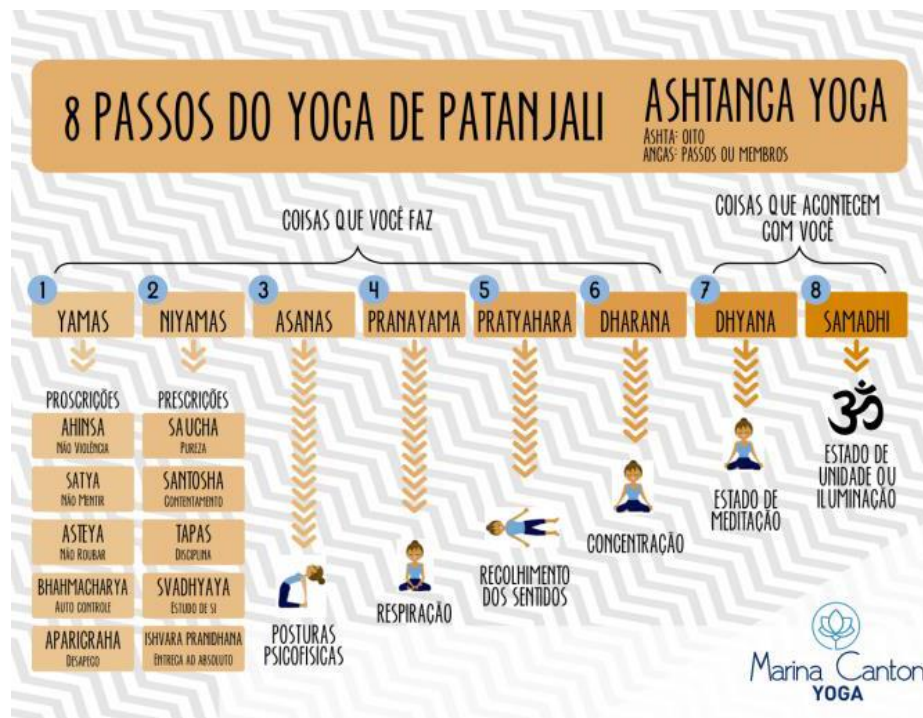 8 PASSOS DO YOGA DE PATANJALI
ASHTANGA YOGA
ASHTA: OITO
ANGAS: PASSOS OU MEMBROS
COISAS QUE VOCÊ FAZ
COISAS QUE ACONTECEM
COM VOCÊ
1
YAMAS
2
NIYAMAS
3
ASANAS
4
PRANAYAMA
5
PRATYAHARA
6
DHARANA
7
DHYANA
8
SAMADHI
PROSCRIÇÕES
AHINSA
NÃO VIOLÊNCIA
SATYA
NÃO MENTIR
ASTEYA
NÃO ROUBAR
BHAHMACHARYA
AUTO CONTROLE
APARIGRAHA
DESAPEGO
PRESCRIÇÕES
SAUCHA
PUREZA
SANTOSHA
CONTENTAMENTO
TAPAS
DISCIPLINA
SVADHYAYA
ESTUDO DE SI
ISHVARA PRANIDHANA
ENTREGA AO ABSOLUTO
POSTURAS
PSICOFISICAS
RESPIRAÇÃO
RECOLHIMENTO
DOS SENTIDOS
CONCENTRAÇÃO
ESTADO DE
MEDITAÇÃO
ॐ
ESTADO DE
UNIDADE OU
ILUMINAÇÃO
Marina Canton
YOGA